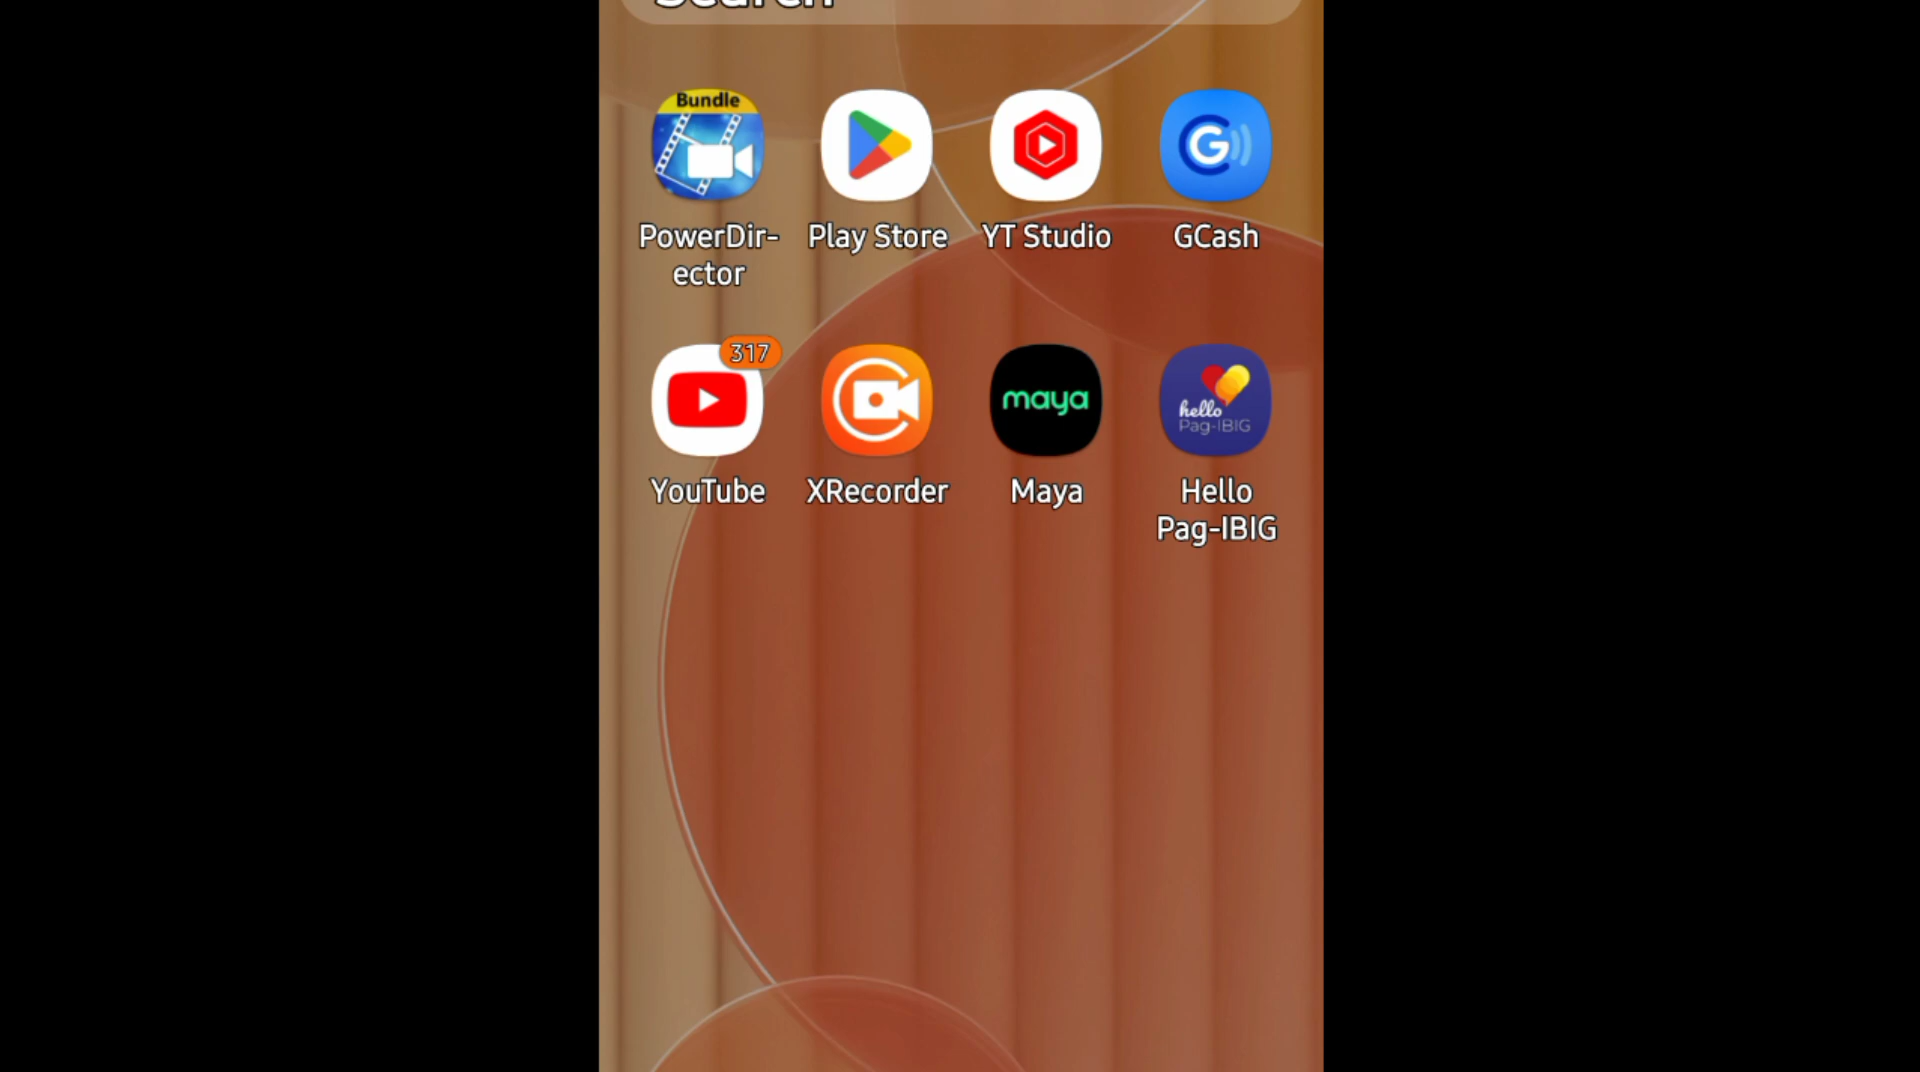 Search
Bundle
PowerDir-
ector
Play Store
YT Studio
G
GCash
317
YouTube
XRecorder
maya
Maya
hello
Pag-IBIG
Hello
Pag-IBIG